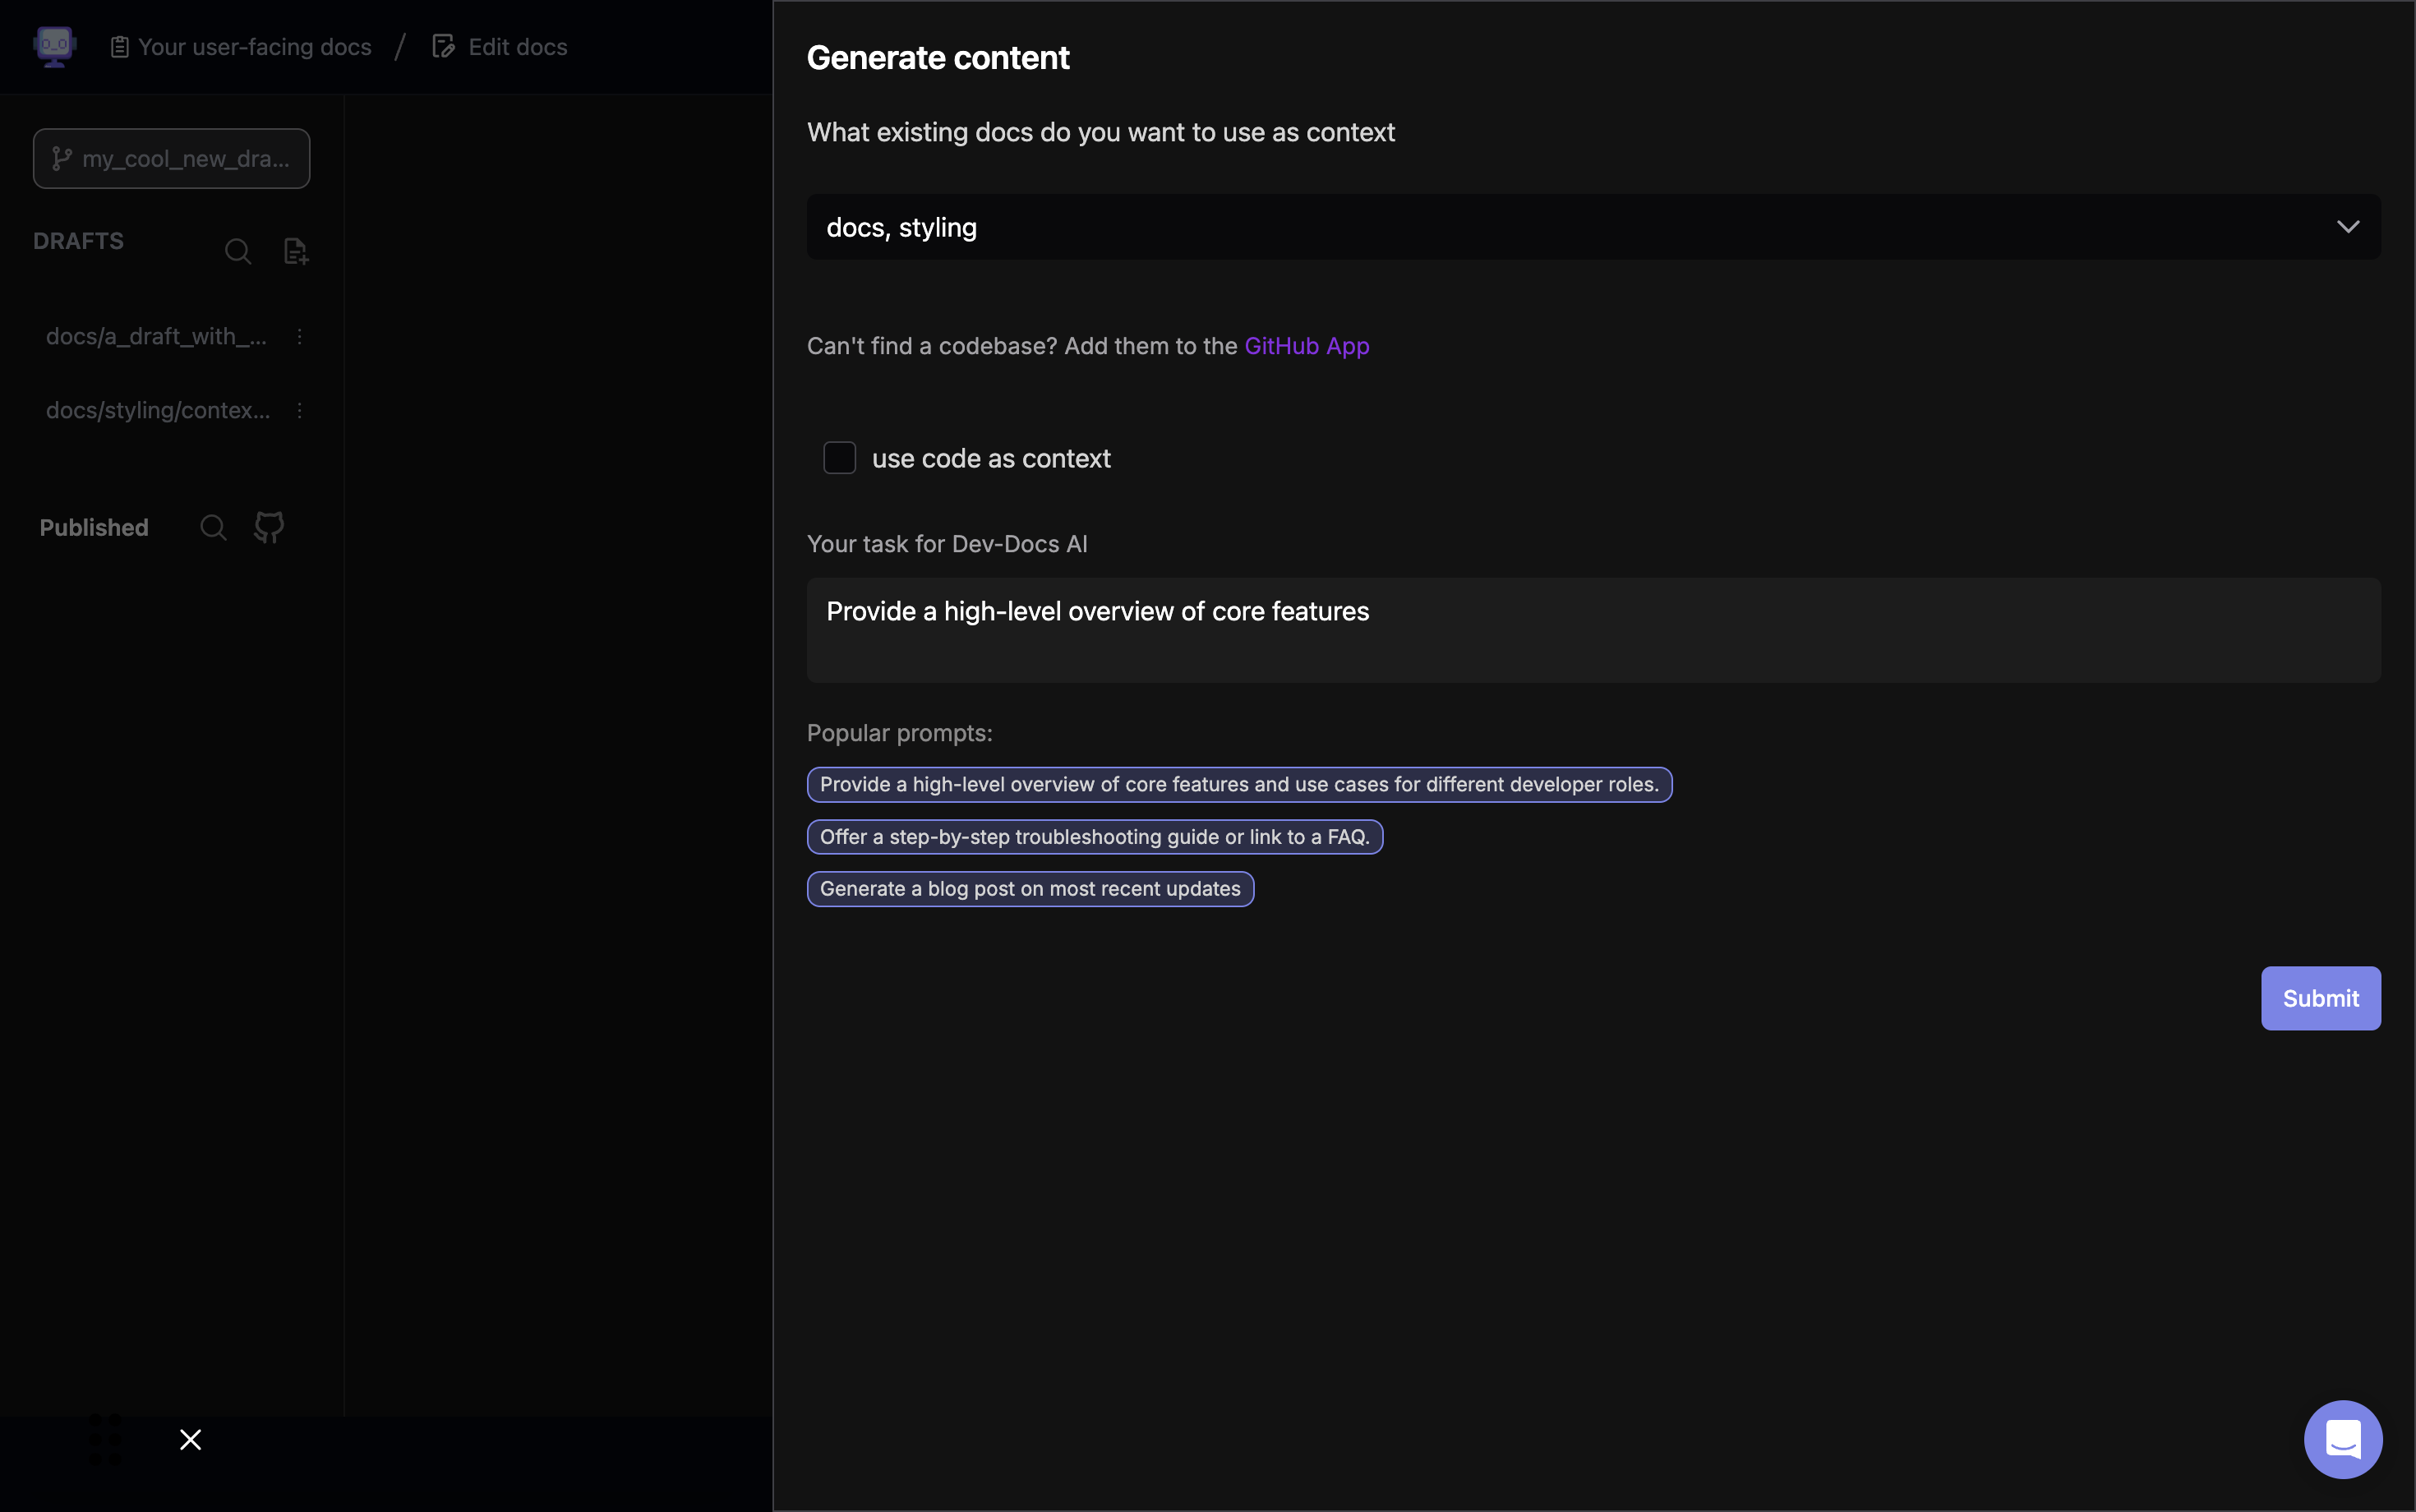 Your user-facing docs / Edit docs
my_cool_new_dra...
DRAFTS
docs/a_draft_with_...
docs/styling/contex...
Published
Generate content
What existing docs do you want to use as context
docs, styling
Can't find a codebase? Add them to the GitHub App
use code as context
Your task for Dev-Docs AI
Provide a high-level overview of core features
Popular prompts:
Provide a high-level overview of core features and use cases for different developer roles.
Offer a step-by-step troubleshooting guide or link to a FAQ.
Generate a blog post on most recent updates
Submit